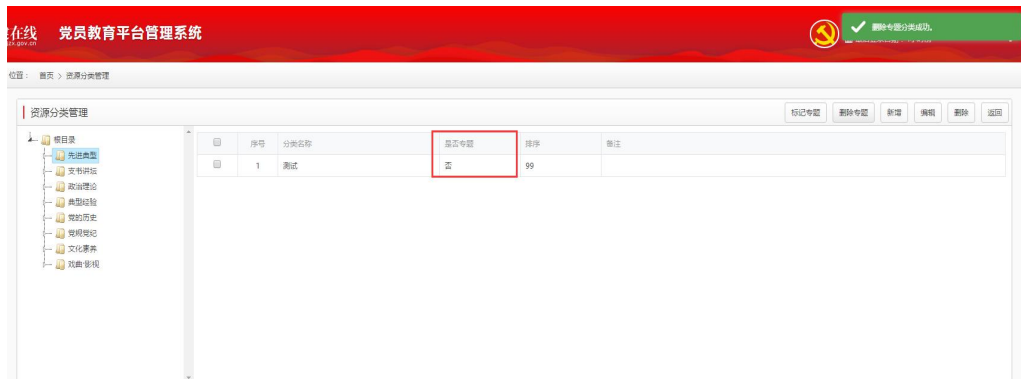 在线 党员教育平台管理系统
删除专题分类成功。
位置： 首页 > 资源分类管理
资源分类管理
标记专题 删除专题 新增 编辑 删除 返回
根目录
先进典型
支书讲坛
政治理论
典型经验
党的历史
党规党纪
文化素养
戏曲·影视
序号 分类名称 是否专题 排序 备注
1 测试 否 99